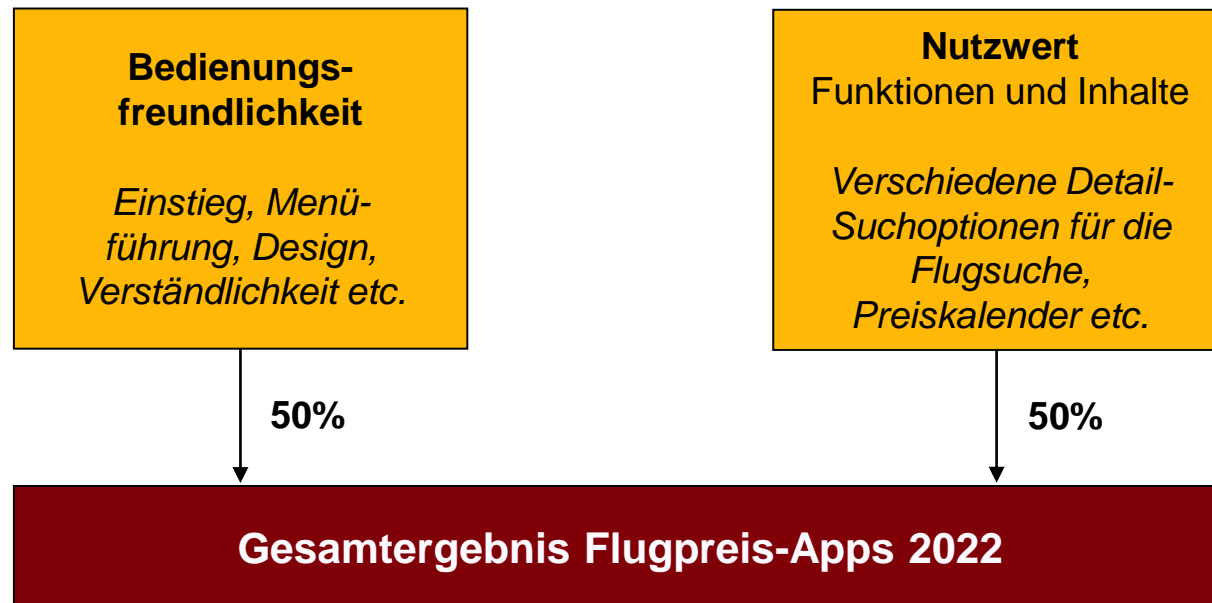 Bedienungs-
freundlichkeit
Einstieg, Menü-
führung, Design,
Verständlichkeit etc.
Nutzwert
Funktionen und Inhalte
Verschiedene Detail-
Suchoptionen für die
Flugsuche,
Preiskalender etc.
50%
50%
Gesamtergebnis Flugpreis-Apps 2022